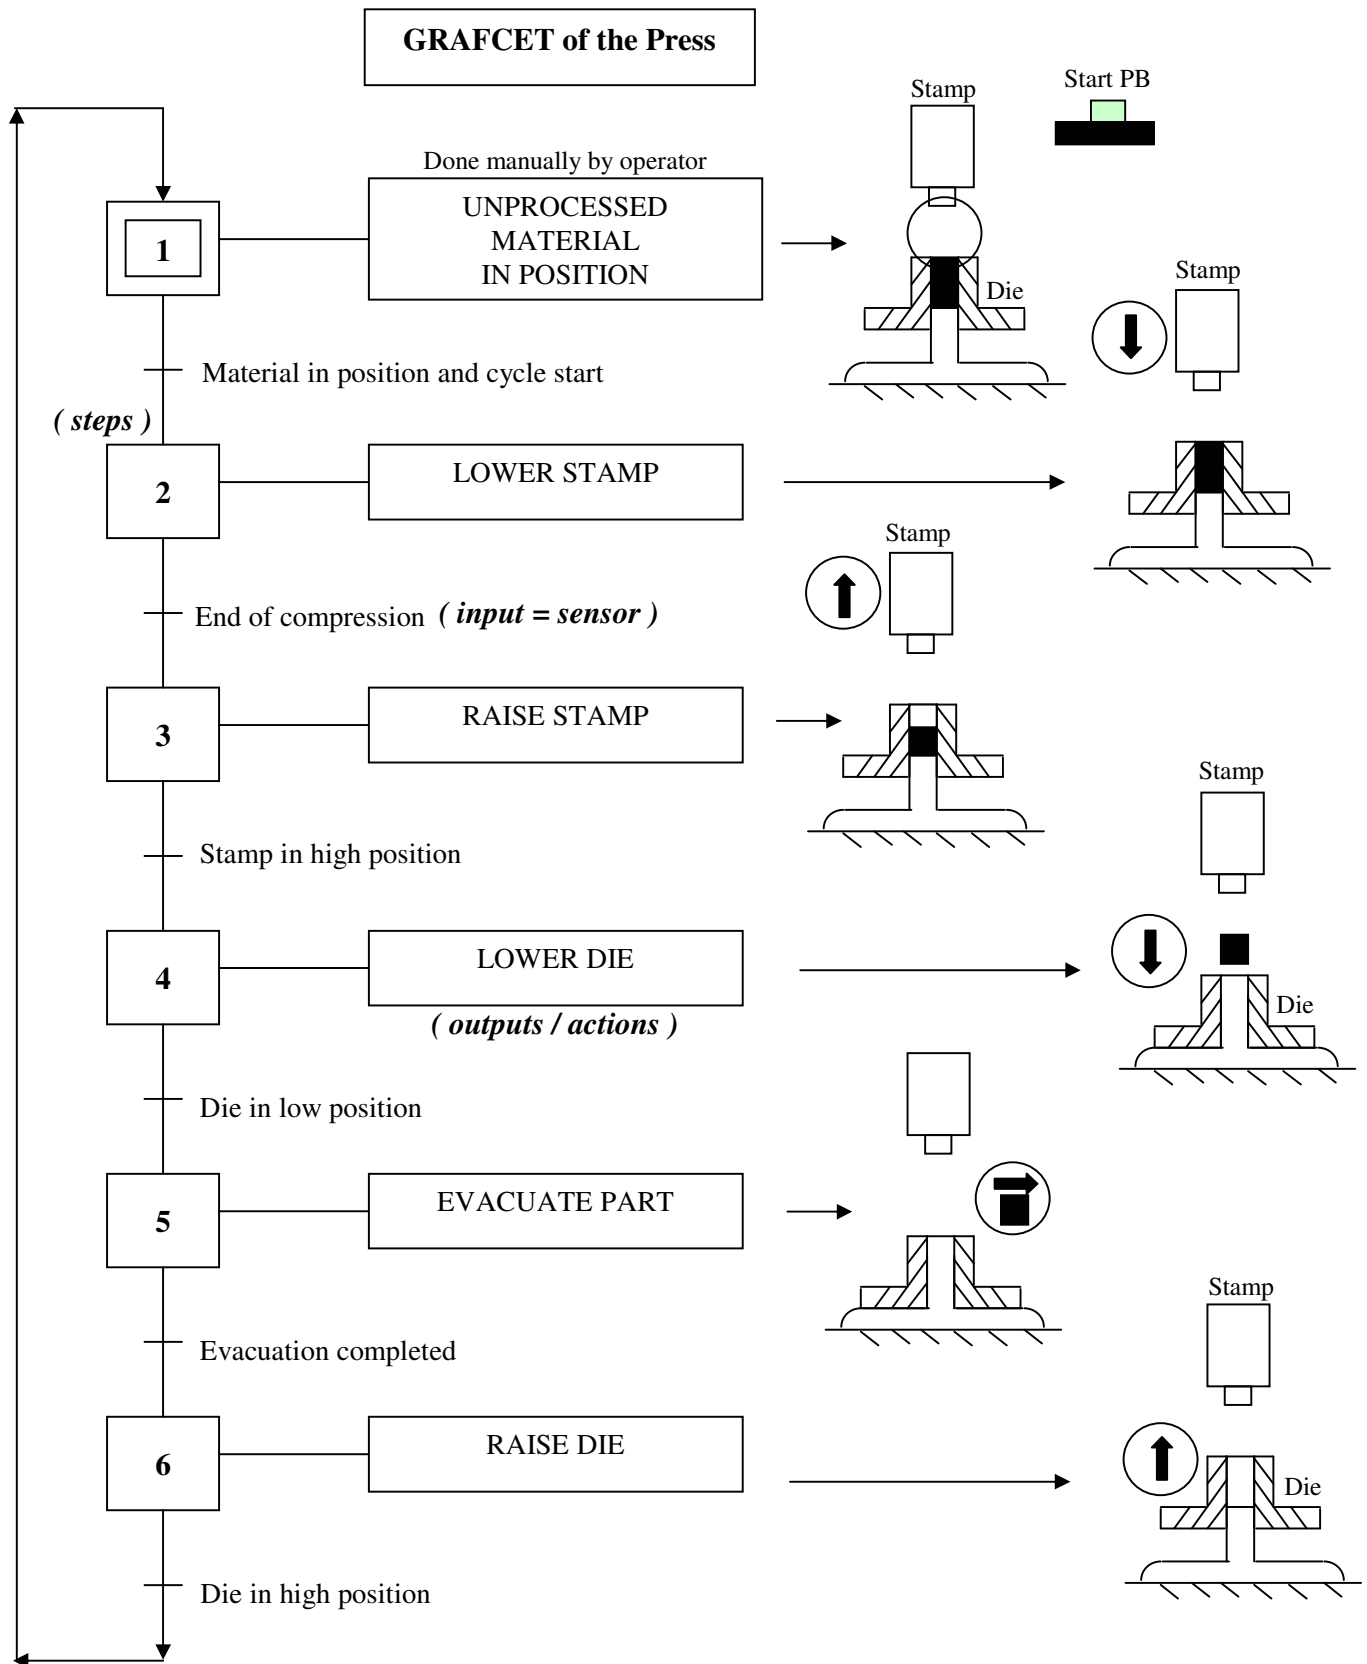 GRAFCET of the Press
Stamp
Start PB
Done manually by operator
1
UNPROCESSED
MATERIAL
IN POSITION
Die
Stamp
Material in position and cycle start
( steps )
2
LOWER STAMP
Stamp
End of compression ( input = sensor )
3
RAISE STAMP
Stamp
Stamp in high position
4
LOWER DIE
Die
( outputs / actions )
Die in low position
5
EVACUATE PART
Stamp
Evacuation completed
6
RAISE DIE
Die
Die in high position